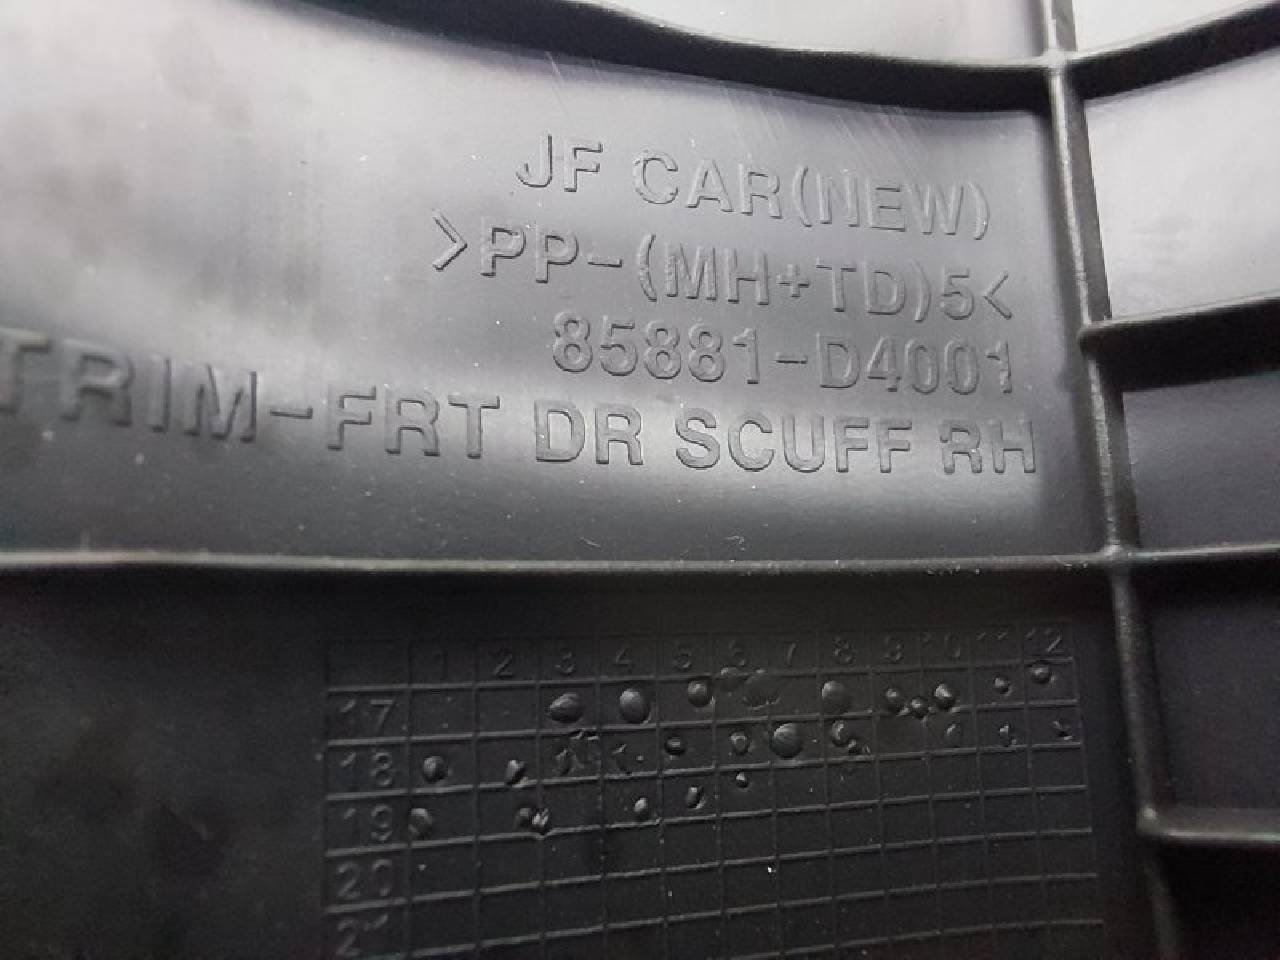 JF CAR(NEW)
>PP-(MH+TD)5<
85881-D4001
TRIM-FRT DR SCUFF RH
1 2 3 4 5 6 7 8 9 10 11 12
17
18
19
20
21